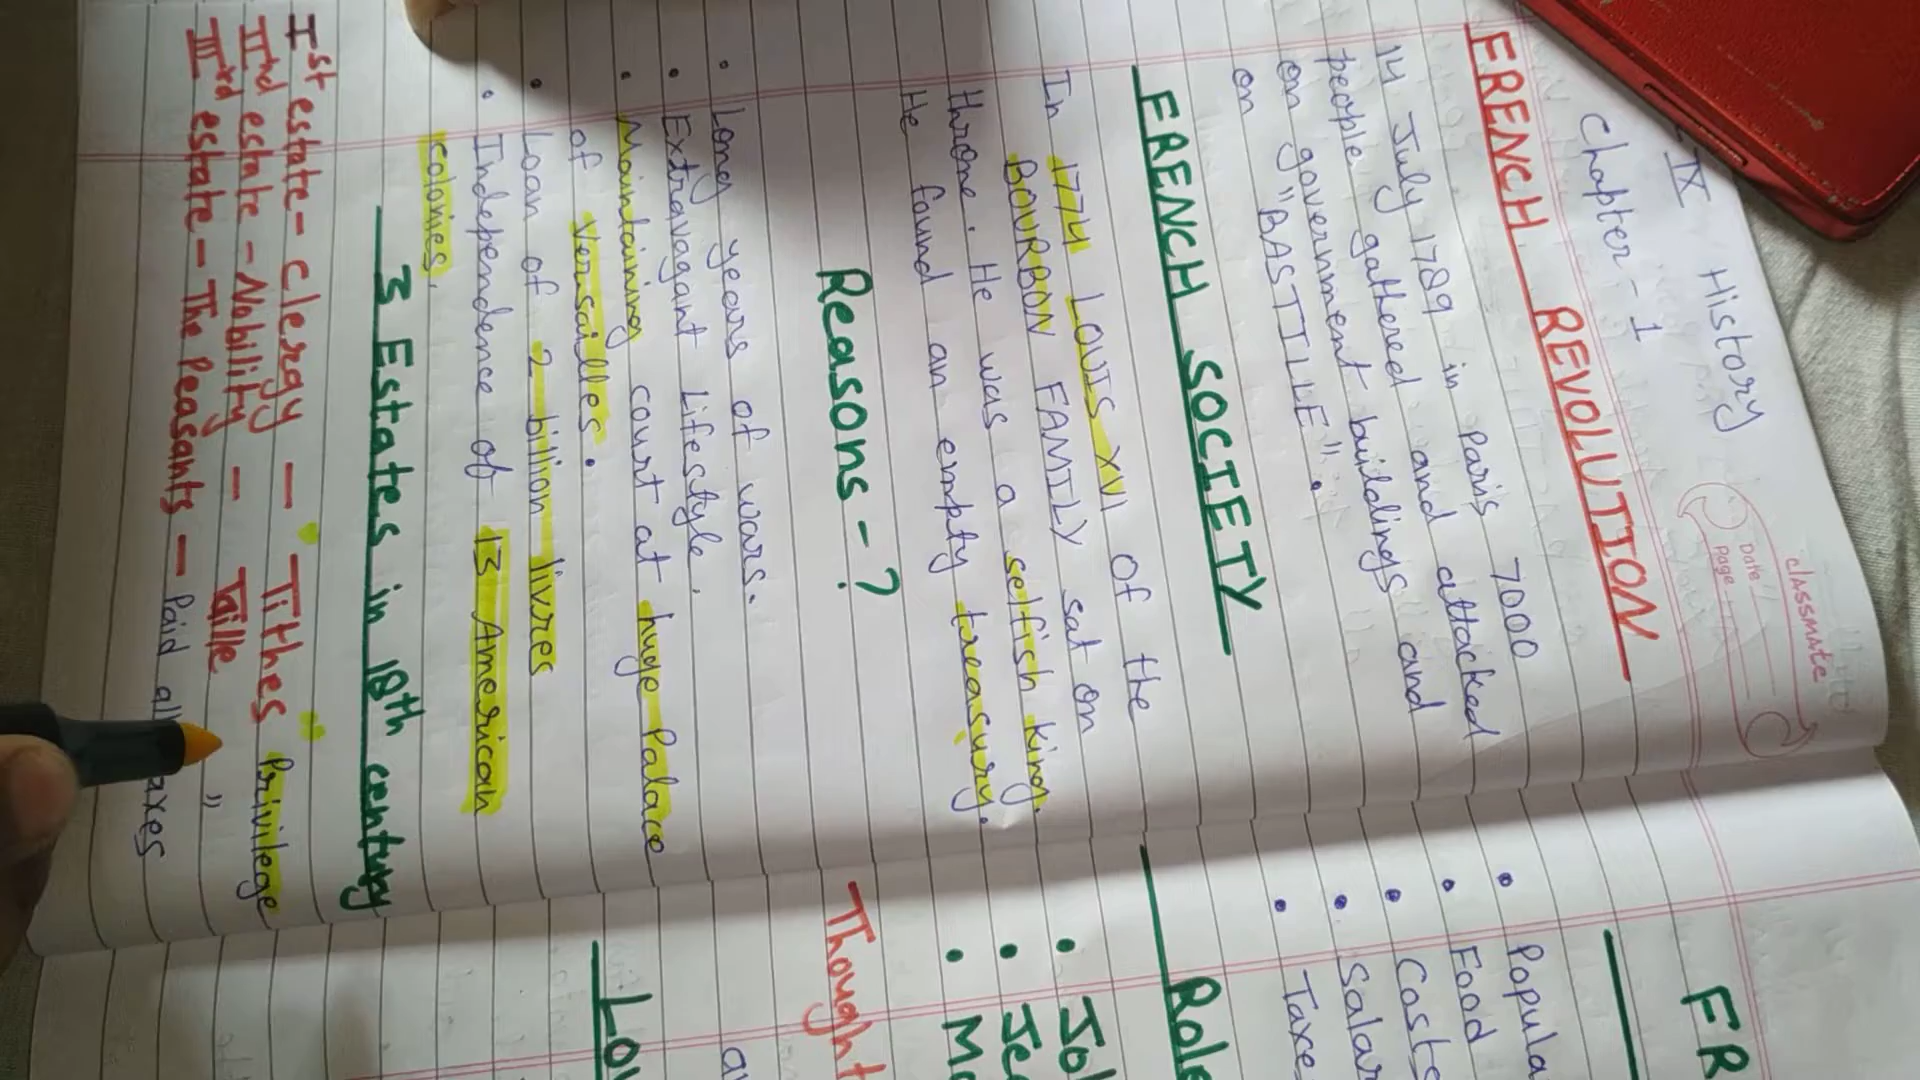 IX History
Chapter - 1
classmate
Date
Page
FRENCH REVOLUTION
14 July 1789 in Paris 7000
people gathered and attacked
on government buildings and
on "BASTILLE".
FRENCH SOCIETY
In 1774 LOUIS XVI of the
BOURBON FAMILY sat on
throne. He was a selfish king.
He found an empty treasury.
Reasons - ?
• Long years of wars.
• Extravagant Lifestyle.
• Maindaining court at huge Palace
of Versailles.
• Loan of 2 billion livres
• Independence of 13 American
colonies.
3 Estates in 18th century
Ist estate - Clergy - Tithes Privilege
IInd estate - Nobility - Taille "
IIIrd estate - The Peasants - Paid all taxes
FR
• Popula
• Food
• Caste
• Salar
• Taxe
Role
• Joh
• Jea
• Mo
Thought
a
Lou